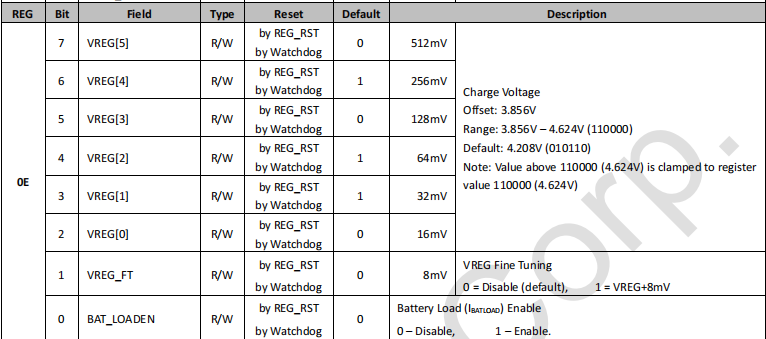 REG Bit Field Type Reset Default Description
0E
7 VREG[5] R/W by REG_RST by Watchdog 0 512mV
6 VREG[4] R/W by REG_RST by Watchdog 1 256mV
5 VREG[3] R/W by REG_RST by Watchdog 0 128mV
4 VREG[2] R/W by REG_RST by Watchdog 1 64mV
3 VREG[1] R/W by REG_RST by Watchdog 1 32mV
2 VREG[0] R/W by REG_RST by Watchdog 0 16mV
Charge Voltage
Offset: 3.856V
Range: 3.856V – 4.624V (110000)
Default: 4.208V (010110)
Note: Value above 110000 (4.624V) is clamped to register
value 110000 (4.624V)
1 VREG_FT R/W by REG_RST by Watchdog 0 8mV
VREG Fine Tuning
0 = Disable (default), 1 = VREG+8mV
0 BAT_LOADEN R/W by REG_RST by Watchdog 0
Battery Load (IBATLOAD) Enable
0 – Disable, 1 – Enable.
Corp.